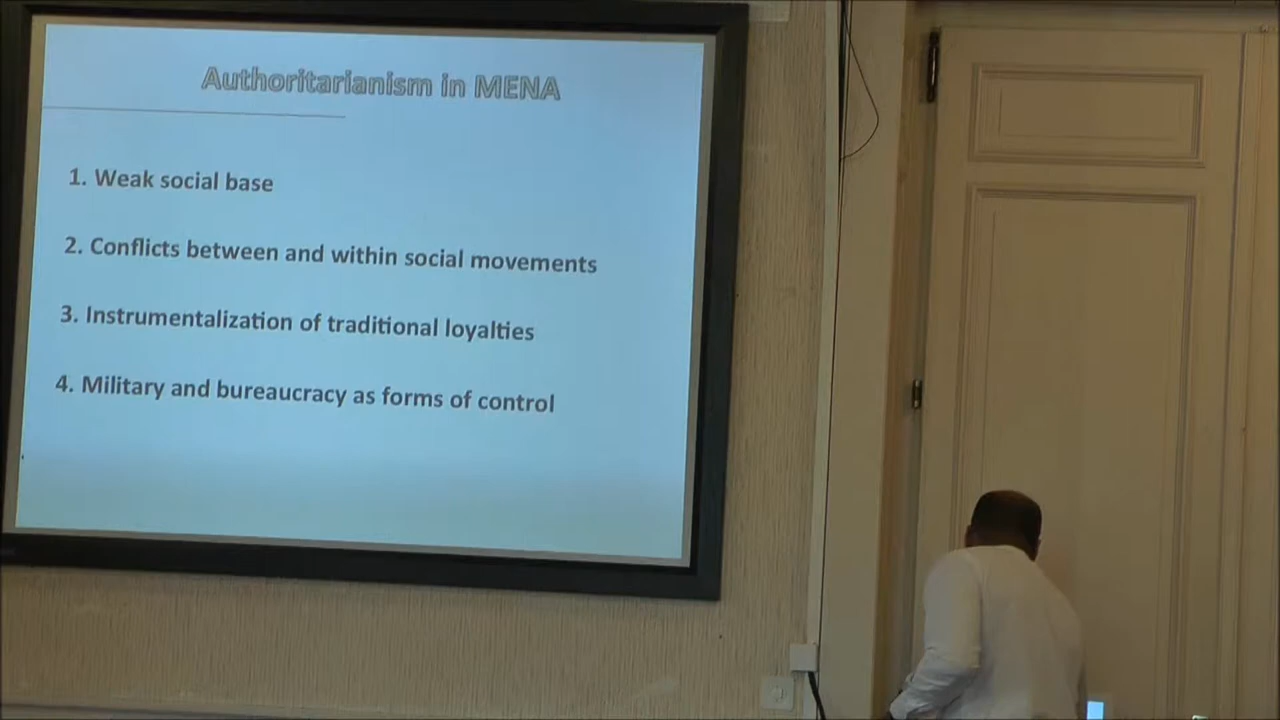 Authoritarianism in MENA
1. Weak social base
2. Conflicts between and within social movements
3. Instrumentalization of traditional loyalties
4. Military and bureaucracy as forms of control